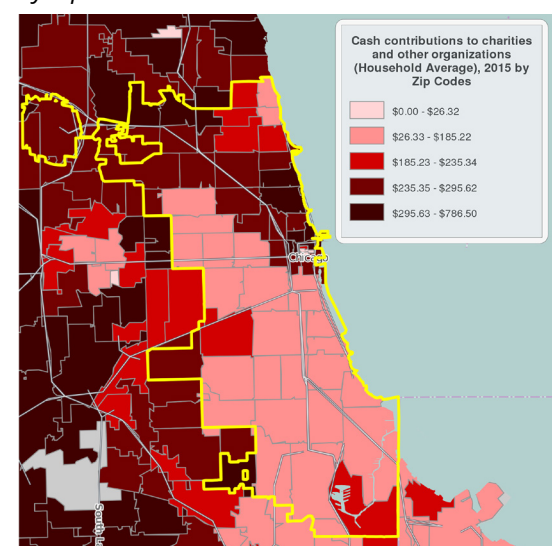 Cash contributions to charities
and other organizations
(Household Average), 2015 by
Zip Codes
$0.00 - $26.32
$26.33 - $185.22
$185.23 - $235.34
$235.35 - $295.62
$295.63 - $786.50
Chicago
South L